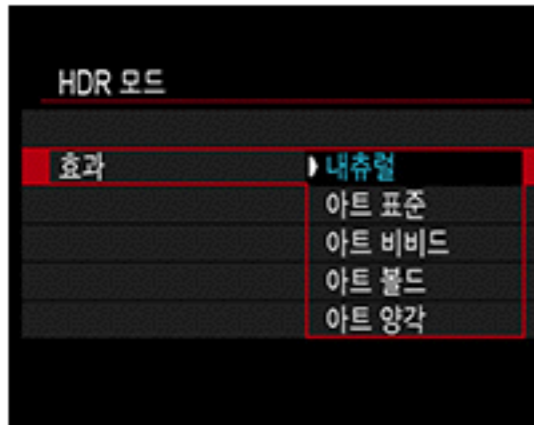 HDR 모드
효과 내츄럴
아트 표준
아트 비비드
아트 볼드
아트 양각